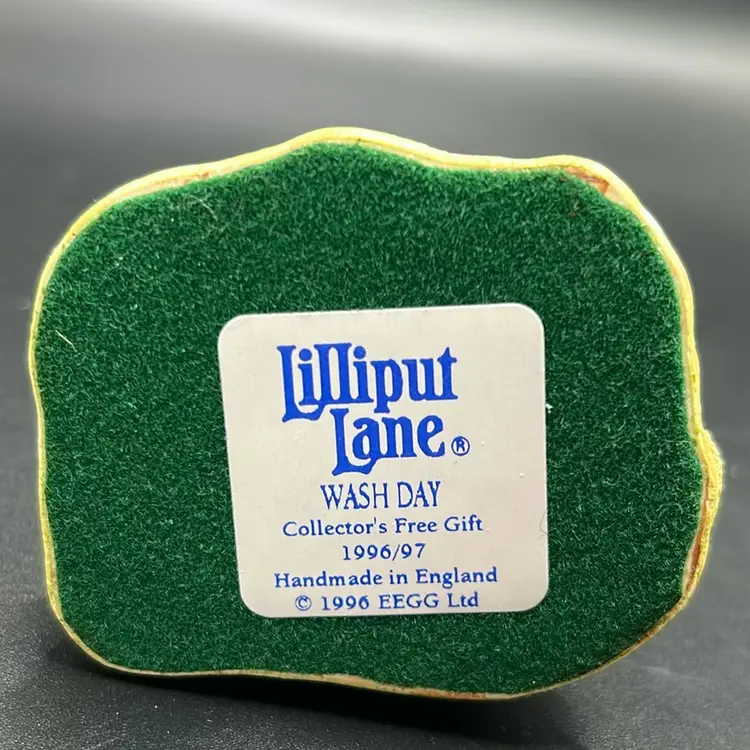 Lilliput
Lane®
WASH DAY
Collector's Free Gift
1996/97
Handmade in England
© 1996 EEGG Ltd